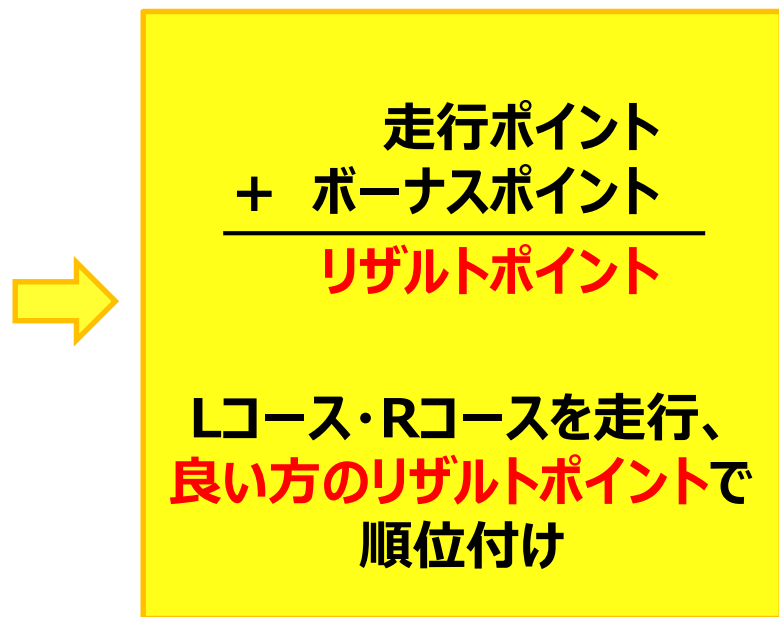 走行ポイント
+ ボーナスポイント
リザルトポイント
Lコース・Rコースを走行、
良い方のリザルトポイントで
順位付け